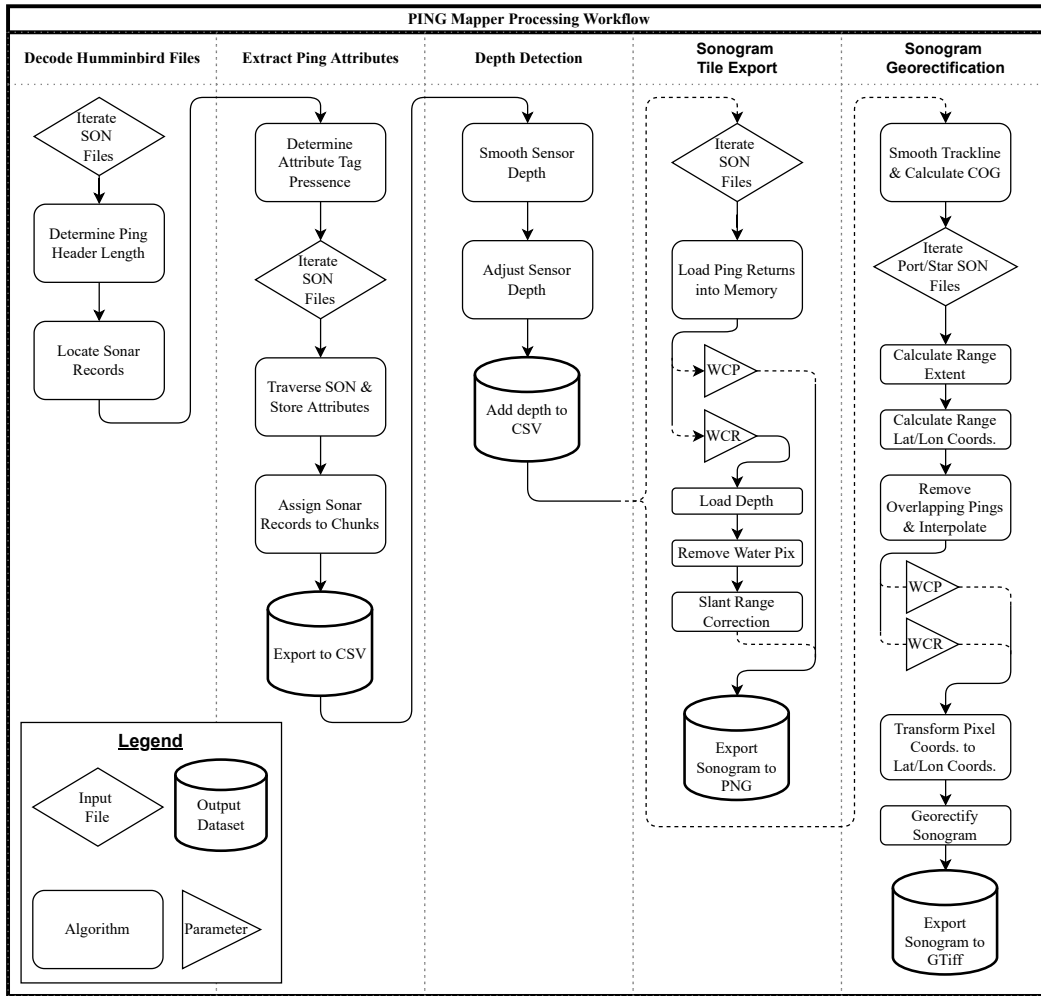 PING Mapper Processing Workflow
Decode Humminbird Files
Iterate
SON
Files
Determine Ping
Header Length
Locate Sonar
Records
Extract Ping Attributes
Determine
Attribute Tag
Pressence
Iterate
SON
Files
Traverse SON &
Store Attributes
Assign Sonar
Records to Chunks
Export to CSV
Depth Detection
Smooth Sensor
Depth
Adjust Sensor
Depth
Add depth to
CSV
Sonogram
Tile Export
Iterate
SON
Files
Load Ping Returns
into Memory
WCP
WCR
Load Depth
Remove Water Pix
Slant Range
Correction
Export
Sonogram to
PNG
Sonogram
Georectification
Smooth Trackline
& Calculate COG
Iterate
Port/Star SON
Files
Calculate Range
Extent
Calculate Range
Lat/Lon Coords.
Remove
Overlapping Pings
& Interpolate
WCP
WCR
Transform Pixel
Coords. to
Lat/Lon Coords.
Georectify
Sonogram
Export
Sonogram to
GTiff
Legend
Input
File
Output
Dataset
Algorithm
Parameter